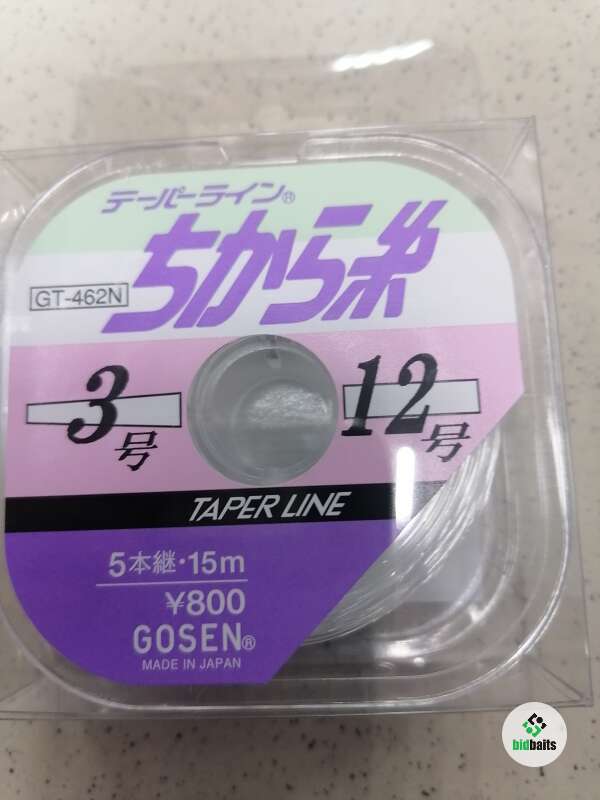 テーパーライン®
ちから糸
GT-462N
3号
12号
TAPER LINE
5本継・15m
¥800
GOSEN®
MADE IN JAPAN
bidbaits